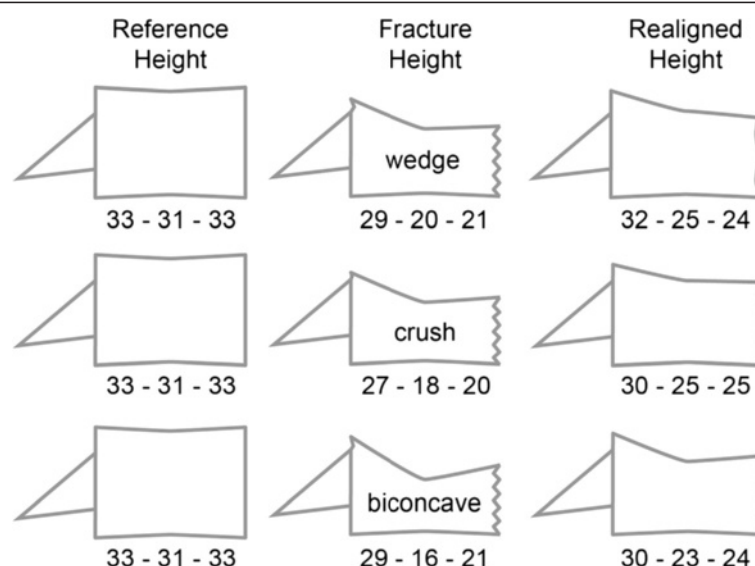 Reference Height
Fracture Height
Realigned Height
wedge
33 - 31 - 33
29 - 20 - 21
32 - 25 - 24
crush
33 - 31 - 33
27 - 18 - 20
30 - 25 - 25
biconcave
33 - 31 - 33
29 - 16 - 21
30 - 23 - 24